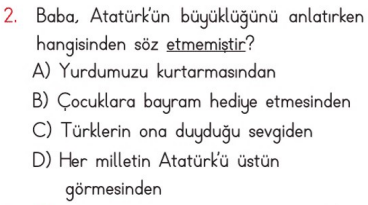 2. Baba, Atatürk'ün büyüklüğünü anlatırken
hangisinden söz etmemiştir?
A) Yurdumuzu kurtarmasından
B) Çocuklara bayram hediye etmesinden
C) Türklerin ona duyduğu sevgiden
D) Her milletin Atatürk'ü üstün
görmesinden